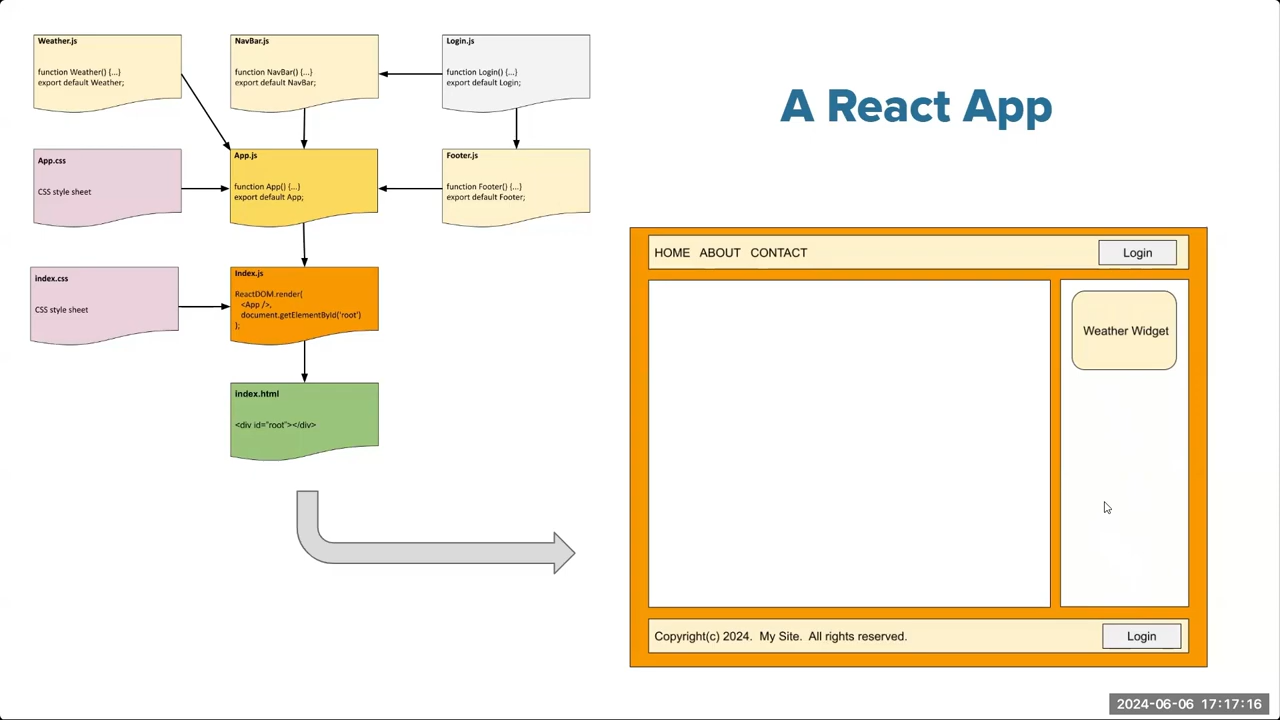 Weather.js
function Weather() {...}
export default Weather;
NavBar.js
function NavBar() {...}
export default NavBar;
Login.js
function Login() {...}
export default Login;
A React App
App.css
CSS style sheet
App.js
function App() {...}
export default App;
Footer.js
function Footer() {...}
export default Footer;
index.css
CSS style sheet
Index.js
ReactDOM.render(
<App />,
document.getElementById('root')
);
index.html
<div id="root"></div>
HOME ABOUT CONTACT
Login
Weather Widget
Copyright(c) 2024. My Site. All rights reserved.
Login
2024-06-06 17:17:16